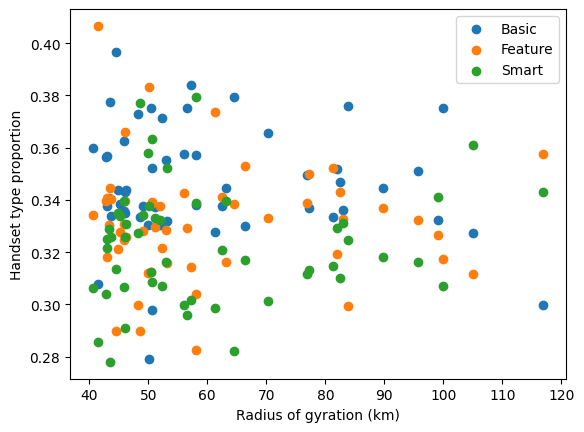 Basic
Feature
Smart
Handset type proportion
0.40
0.38
0.36
0.34
0.32
0.30
0.28
40 50 60 70 80 90 100 110 120
Radius of gyration (km)